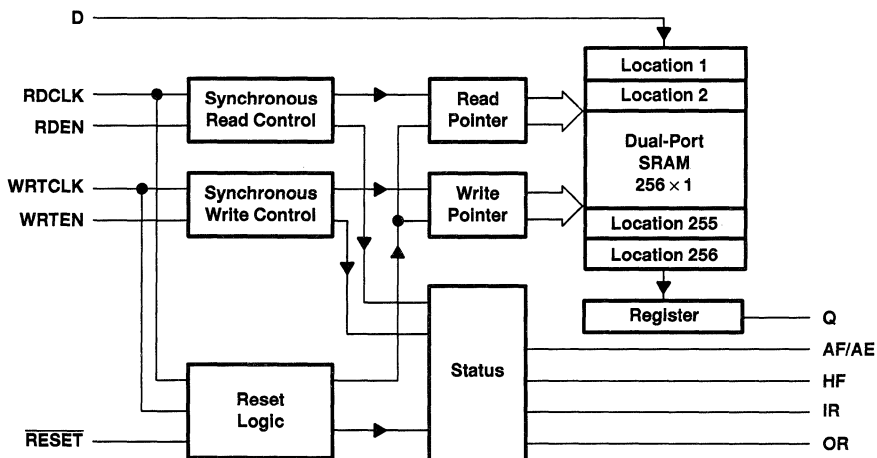 D
RDCLK
RDEN
WRTCLK
WRTEN
RESET
Synchronous
Read Control
Synchronous
Write Control
Reset
Logic
Read
Pointer
Write
Pointer
Status
Location 1
Location 2
Dual-Port
SRAM
256 × 1
Location 255
Location 256
Register
Q
AF/AE
HF
IR
OR